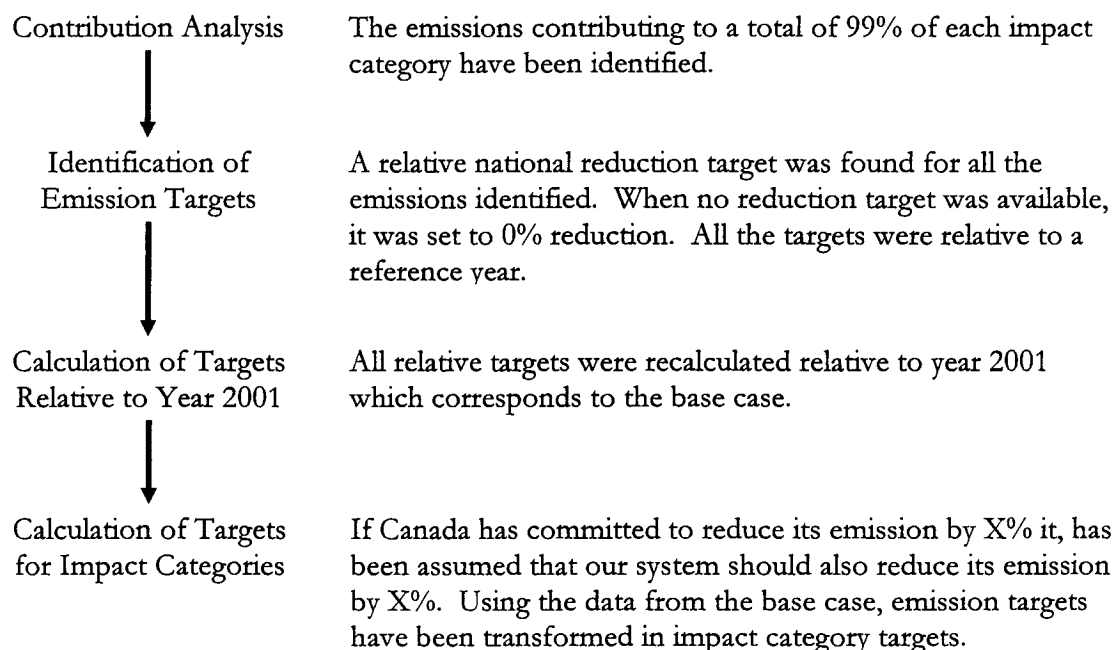 Contribution Analysis
The emissions contributing to a total of 99% of each impact
category have been identified.
Identification of
Emission Targets
A relative national reduction target was found for all the
emissions identified. When no reduction target was available,
it was set to 0% reduction. All the targets were relative to a
reference year.
Calculation of Targets
Relative to Year 2001
All relative targets were recalculated relative to year 2001
which corresponds to the base case.
Calculation of Targets
for Impact Categories
If Canada has committed to reduce its emission by X% it, has
been assumed that our system should also reduce its emission
by X%. Using the data from the base case, emission targets
have been transformed in impact category targets.